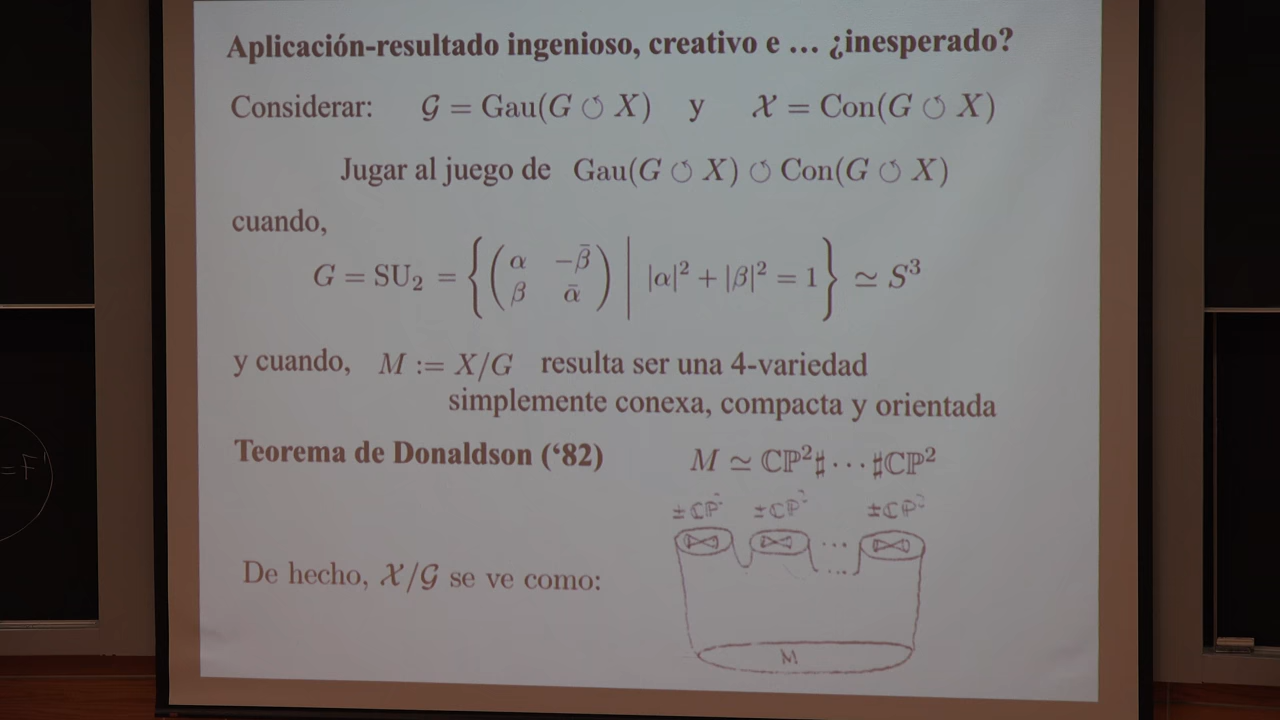 Aplicación-resultado ingenioso, creativo e ... ¿inesperado?
Considerar: 𝒢 = Gau(G ↺ X) y 𝒳 = Con(G ↺ X)
Jugar al juego de Gau(G ↺ X) ↺ Con(G ↺ X)
cuando,
G = SU₂ = { ( α −β̄ ; β ᾱ ) | |α|² + |β|² = 1 } ≃ S³
y cuando, M := X/G resulta ser una 4-variedad
simplemente conexa, compacta y orientada
Teorema de Donaldson (‘82) M ≃ ℂℙ²♯ ··· ♯ℂℙ²
±ℂℙ² ±ℂℙ² ±ℂℙ²
... 
...
De hecho, 𝒳/𝒢 se ve como:
M
= F'